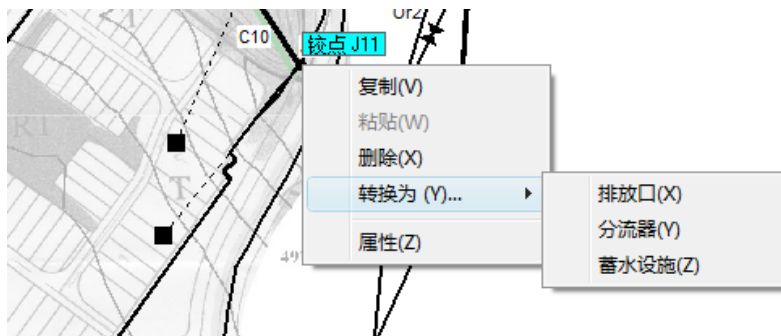 Ur2
C10
铰点 J11
复制(V)
粘贴(W)
删除(X)
转换为 (Y)...
排放口(X)
分流器(Y)
蓄水设施(Z)
属性(Z)